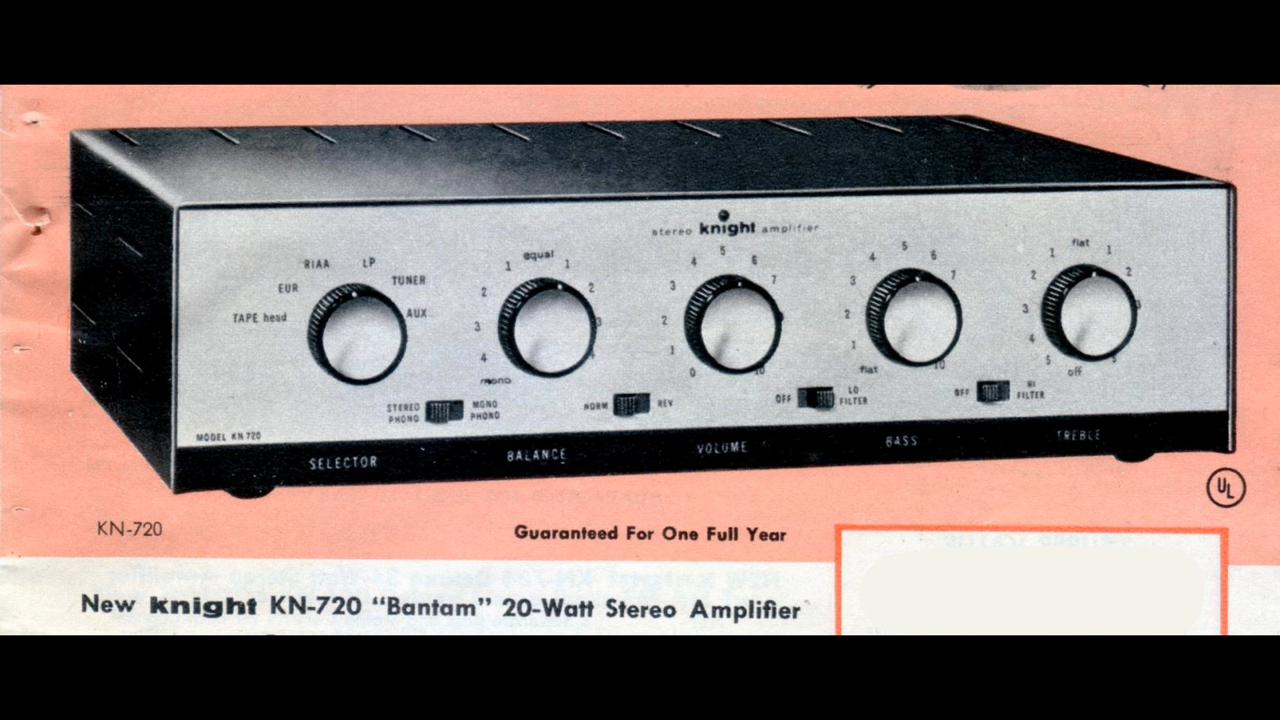 stereo knight amplifier
RIAA LP
EUR TUNER
TAPE head AUX
equal
1 1
2 2
3 3
4 4
mono
4 5 6
3 7
2
1
0 10
4 5 6
3 7
2
1
flat 10
flat
1 1
2 2
3 3
4
5 5
off
STEREO PHONO MONO PHONO
NORM REV
OFF LO FILTER
OFF HI FILTER
MODEL KN 720
SELECTOR BALANCE VOLUME BASS TREBLE
UL
KN-720
Guaranteed For One Full Year
New knight KN-720 “Bantam” 20-Watt Stereo Amplifier